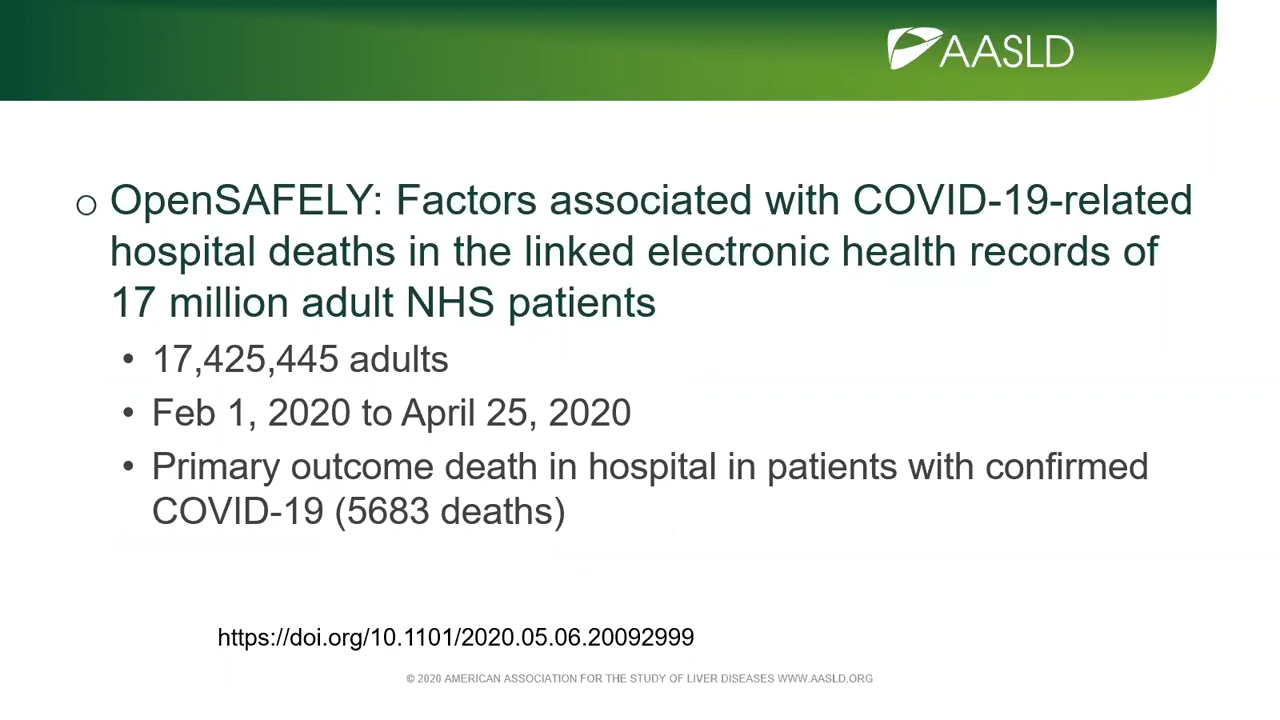 AASLD
o OpenSAFELY: Factors associated with COVID-19-related
hospital deaths in the linked electronic health records of
17 million adult NHS patients
• 17,425,445 adults
• Feb 1, 2020 to April 25, 2020
• Primary outcome death in hospital in patients with confirmed
COVID-19 (5683 deaths)
https://doi.org/10.1101/2020.05.06.20092999
© 2020 AMERICAN ASSOCIATION FOR THE STUDY OF LIVER DISEASES WWW.AASLD.ORG